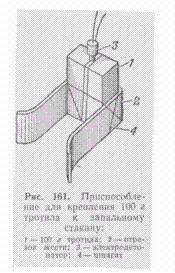 3
1
2
4
Рис. 161. Приспособле-
ние для крепления 100 г
тротила к запальному
стакану:
1 — 100 г тротила; 2 — отре-
зок жести; 3 — электродето-
натор; 4 — шпагат